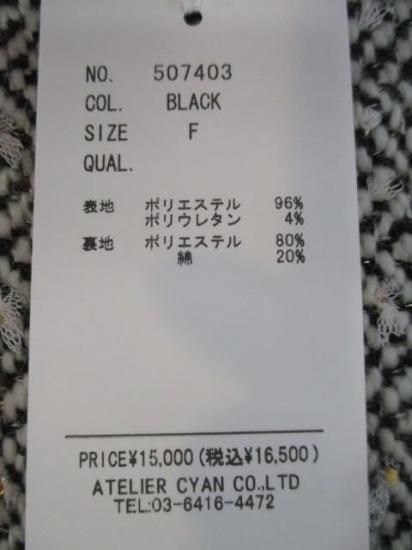 NO. 507403
COL. BLACK
SIZE F
QUAL.
表地 ポリエステル 96%
ポリウレタン 4%
裏地 ポリエステル 80%
綿 20%
PRICE¥15,000(税込¥16,500)
ATELIER CYAN CO.,LTD
TEL:03-6416-4472